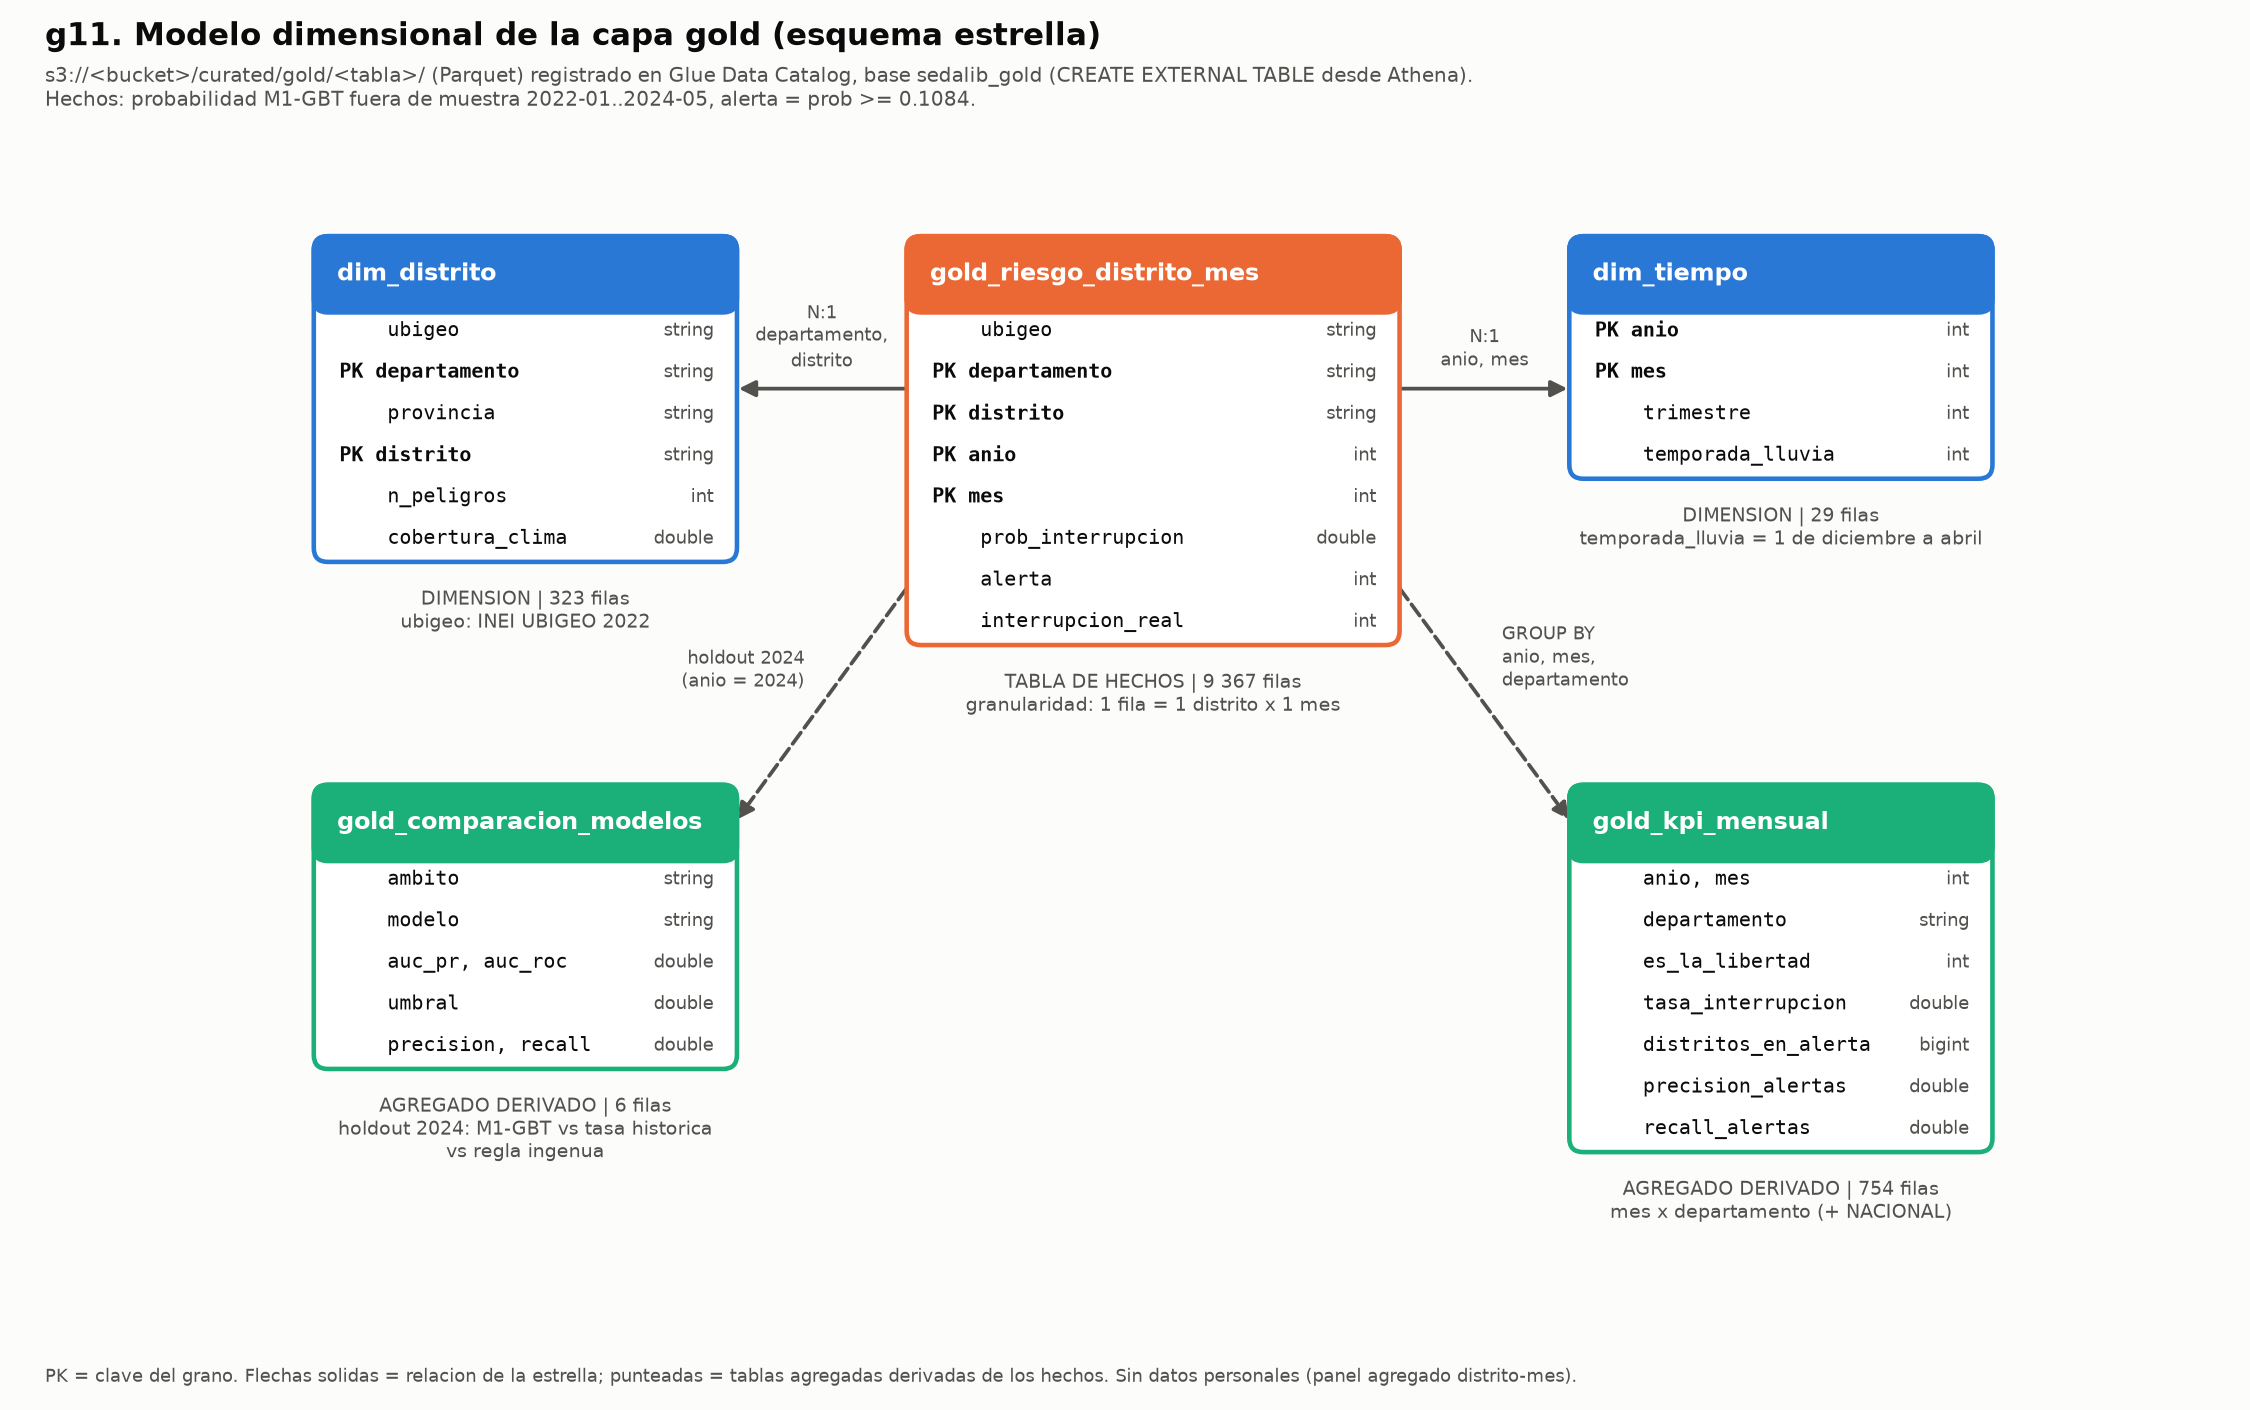 g11. Modelo dimensional de la capa gold (esquema estrella)
s3://<bucket>/curated/gold/<tabla>/ (Parquet) registrado en Glue Data Catalog, base sedalib_gold (CREATE EXTERNAL TABLE desde Athena).
Hechos: probabilidad M1-GBT fuera de muestra 2022-01..2024-05, alerta = prob >= 0.1084.
dim_distrito
ubigeo string
PK departamento string
provincia string
PK distrito string
n_peligros int
cobertura_clima double
DIMENSION | 323 filas
ubigeo: INEI UBIGEO 2022
N:1
departamento,
distrito
gold_riesgo_distrito_mes
ubigeo string
PK departamento string
PK distrito string
PK anio int
PK mes int
prob_interrupcion double
alerta int
interrupcion_real int
TABLA DE HECHOS | 9 367 filas
granularidad: 1 fila = 1 distrito x 1 mes
N:1
anio, mes
dim_tiempo
PK anio int
PK mes int
trimestre int
temporada_lluvia int
DIMENSION | 29 filas
temporada_lluvia = 1 de diciembre a abril
holdout 2024
(anio = 2024)
GROUP BY
anio, mes,
departamento
gold_comparacion_modelos
ambito string
modelo string
auc_pr, auc_roc double
umbral double
precision, recall double
AGREGADO DERIVADO | 6 filas
holdout 2024: M1-GBT vs tasa historica
vs regla ingenua
gold_kpi_mensual
anio, mes int
departamento string
es_la_libertad int
tasa_interrupcion double
distritos_en_alerta bigint
precision_alertas double
recall_alertas double
AGREGADO DERIVADO | 754 filas
mes x departamento (+ NACIONAL)
PK = clave del grano. Flechas solidas = relacion de la estrella; punteadas = tablas agregadas derivadas de los hechos. Sin datos personales (panel agregado distrito-mes).